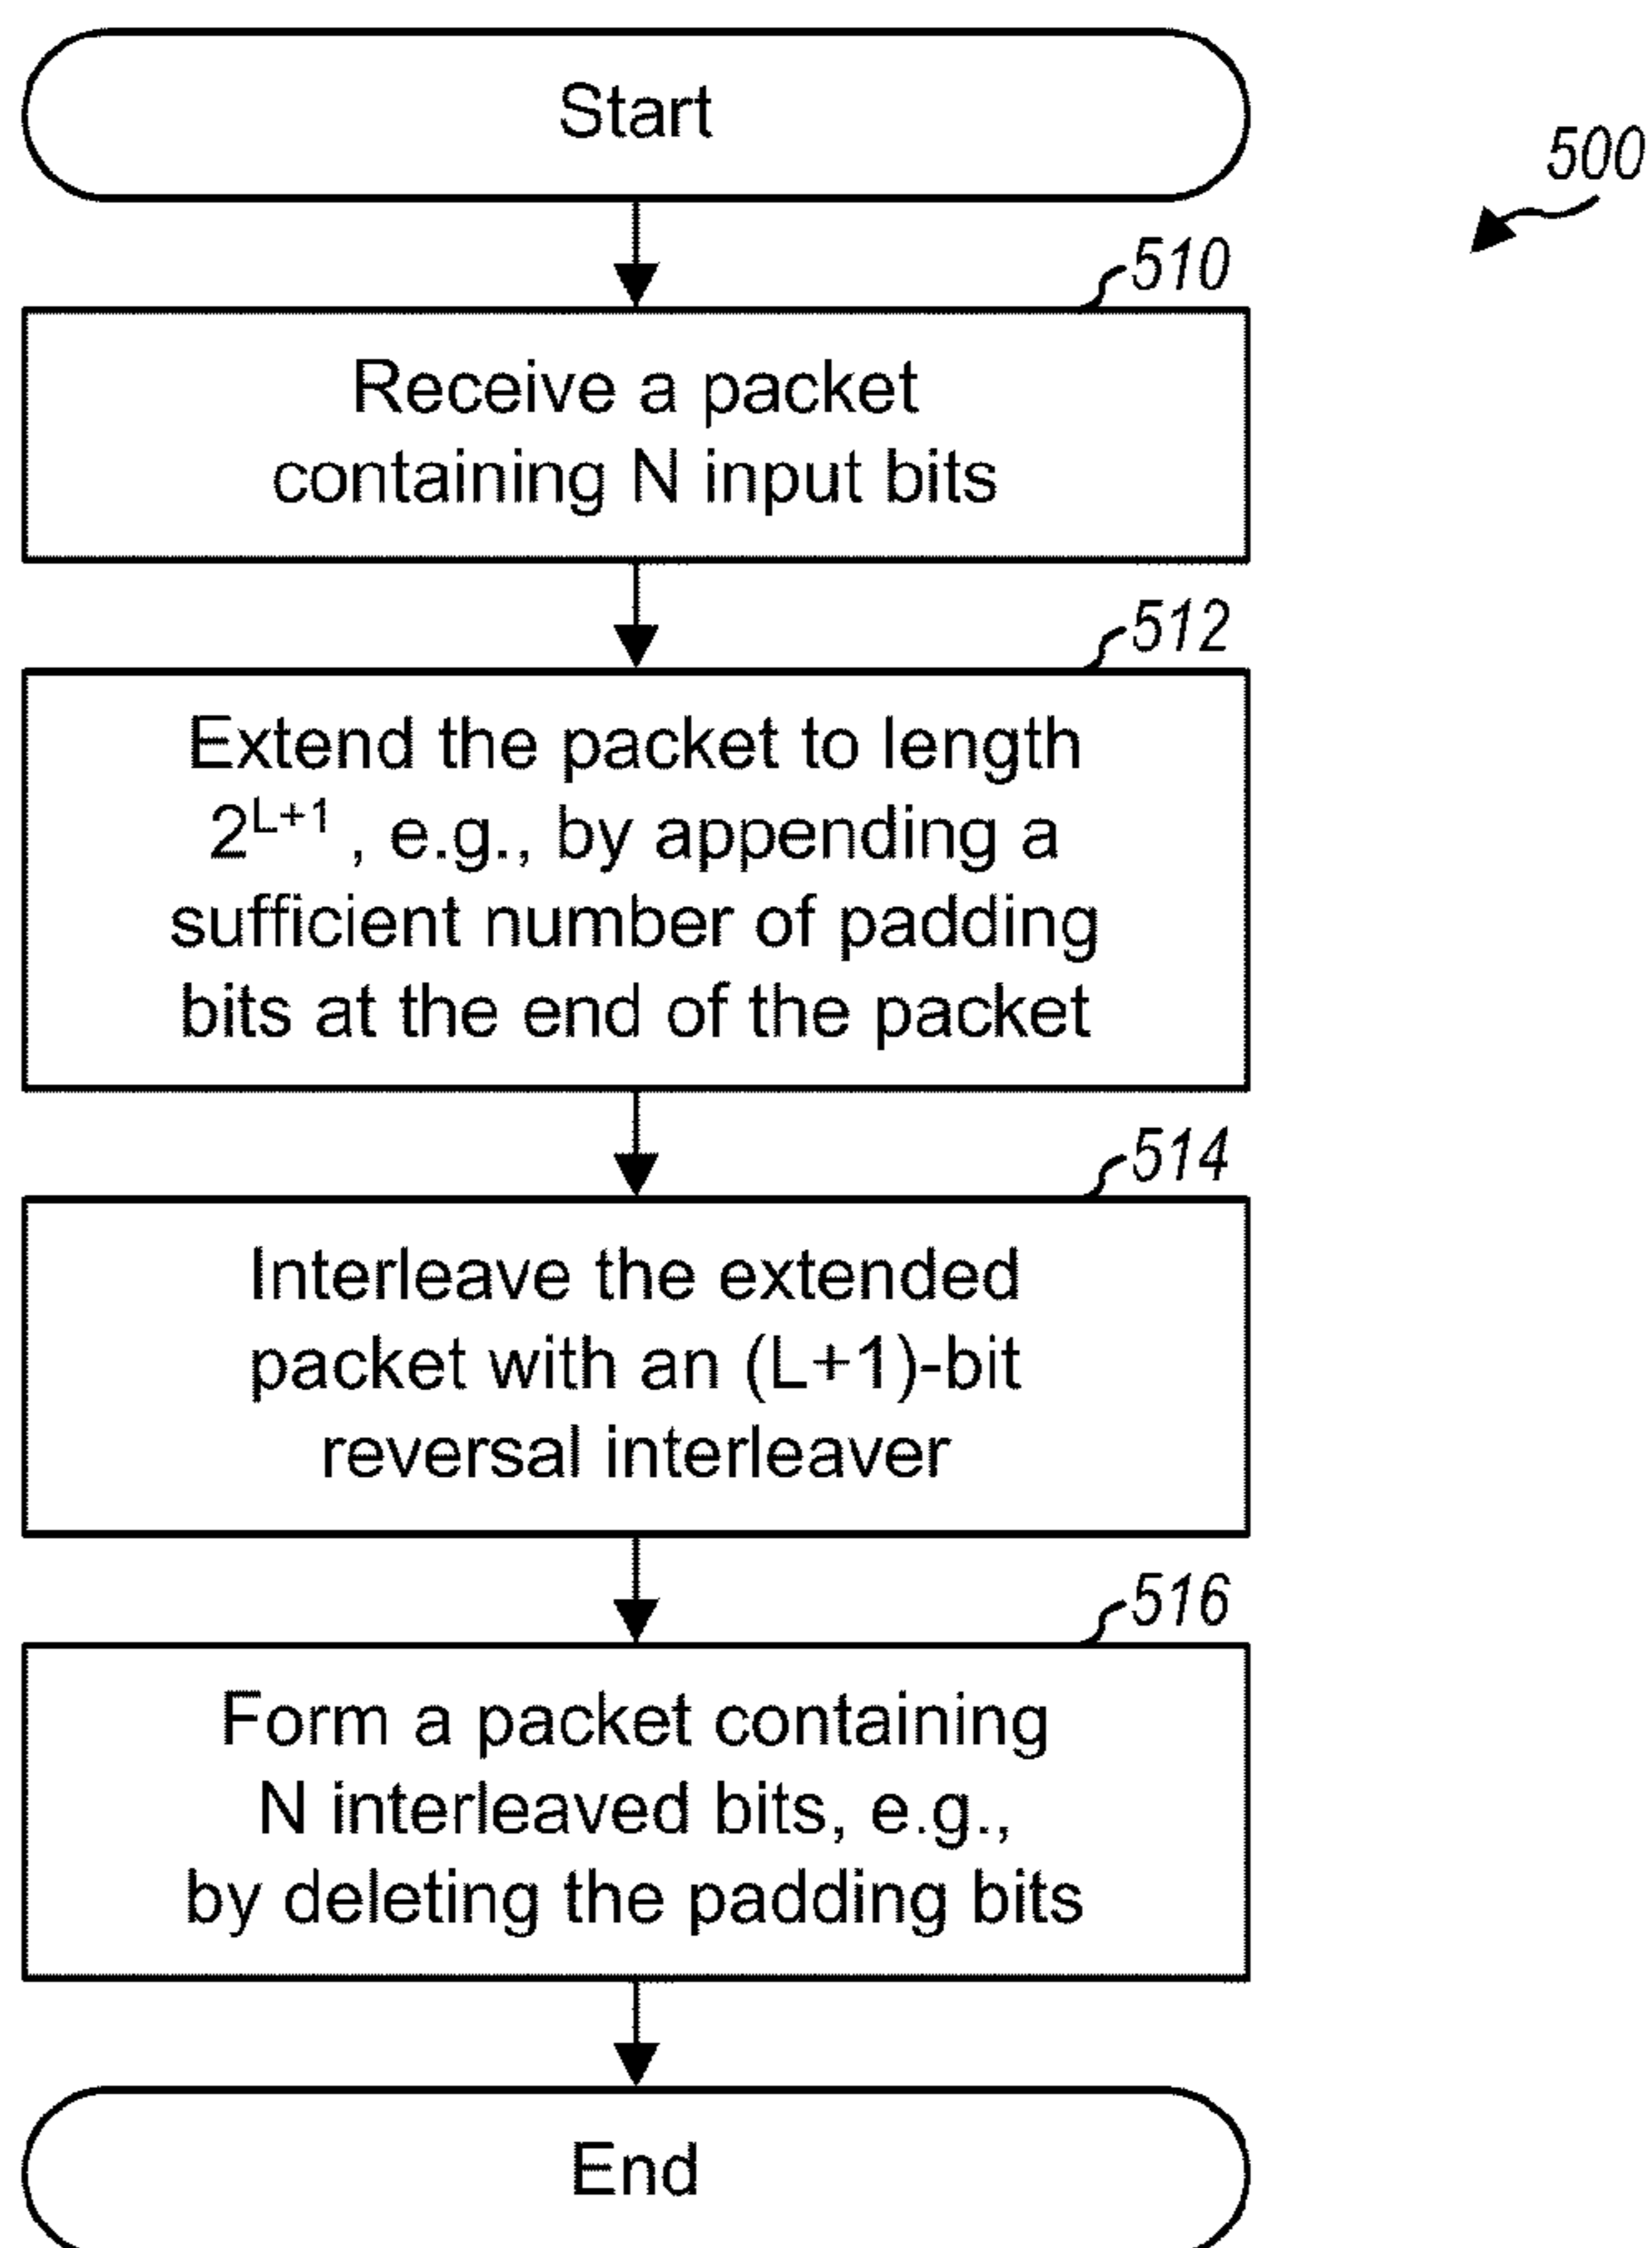 Start
500
510
Receive a packet
containing N input bits
512
Extend the packet to length
2^{L+1}, e.g., by appending a
sufficient number of padding
bits at the end of the packet
514
Interleave the extended
packet with an (L+1)-bit
reversal interleaver
516
Form a packet containing
N interleaved bits, e.g.,
by deleting the padding bits
End